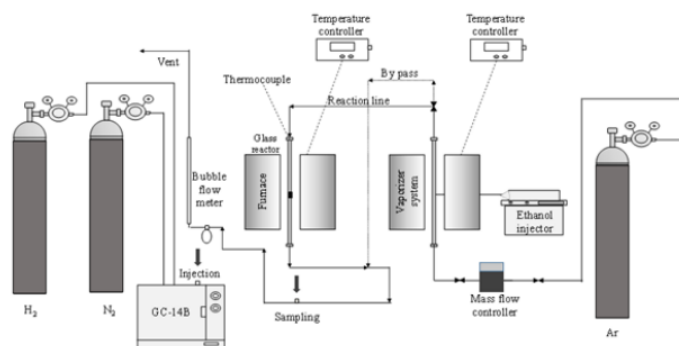 Temperature
controller
Temperature
controller
Vent
Thermocouple
By pass
Reaction line
Glass
reactor
Furnace
Vaporizer
system
Bubble
flow
meter
Ethanol
injector
Injection
Mass flow
controller
Sampling
H₂
N₂
GC-14B
Ar